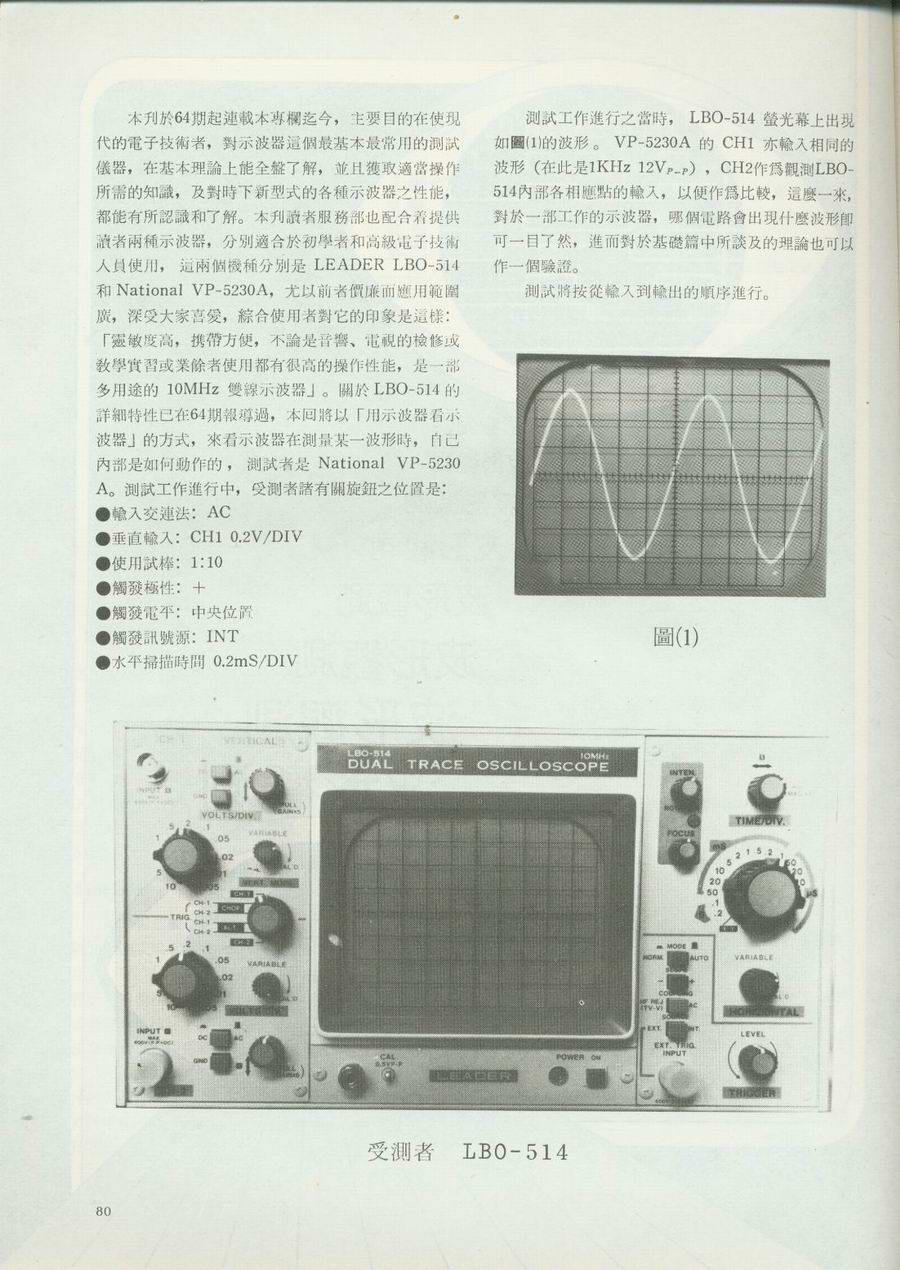 本刊於64期起連載本專欄迄今，主要目的在使現
代的電子技術者，對示波器這個最基本最常用的測試
儀器，在基本理論上能全盤了解，並且獲取適當操作
所需的知識，及對時下新型式的各種示波器之性能，
都能有所認識和了解。本刊讀者服務部也配合着提供
讀者兩種示波器，分別適合於初學者和高級電子技術
人員使用，這兩個機種分別是 LEADER LBO-514
和 National VP-5230A，尤以前者價廉而應用範圍
廣，深受大家喜愛，綜合使用者對它的印象是這樣：
「靈敏度高，携帶方便，不論是音響、電視的檢修或
教學實習或業餘者使用都有很高的操作性能，是一部
多用途的 10MHz 雙線示波器」。關於 LBO-514 的
詳細特性已在64期報導過，本回將以「用示波器看示
波器」的方式，來看示波器在測量某一波形時，自己
內部是如何動作的，測試者是 National VP-5230
A。測試工作進行中，受測者諸有關旋鈕之位置是：
●輸入交連法：AC
●垂直輸入：CH1 0.2V/DIV
●使用試棒：1:10
●觸發極性：＋
●觸發電平：中央位置
●觸發訊號源：INT
●水平掃描時間 0.2mS/DIV
測試工作進行之當時，LBO-514 螢光幕上出現
如圖(1)的波形。VP-5230A 的 CH1 亦輸入相同的
波形（在此是1KHz 12VP-P），CH2作爲觀測LBO-
514內部各相應點的輸入，以便作爲比較，這麼一來，
對於一部工作的示波器，哪個電路會出現什麼波形即
可一目了然，進而對於基礎篇中所談及的理論也可以
作一個驗證。
測試將按從輸入到輸出的順序進行。
圖(1)
VERTICAL
INPUT
GND
VOLTS/DIV.
VARIABLE
VERT. MODE
CH-1
TRIG
CH-1
CH-2
CHOP
CH-1
CH-2
ALT
CH-2
VARIABLE
VOLTS/DIV.
INPUT
MAX
DC
AC
GND
LBO-514
10MHz
DUAL TRACE OSCILLOSCOPE
CAL
0.5VP-P
LEADER
POWER ON
INTEN.
FOCUS
TIME/DIV.
mS
µS
MODE
NORM.
AUTO
EXT.
INT.
EXT. TRIG.
INPUT
VARIABLE
HORIZONTAL
LEVEL
TRIGGER
受測者 LBO-514
80